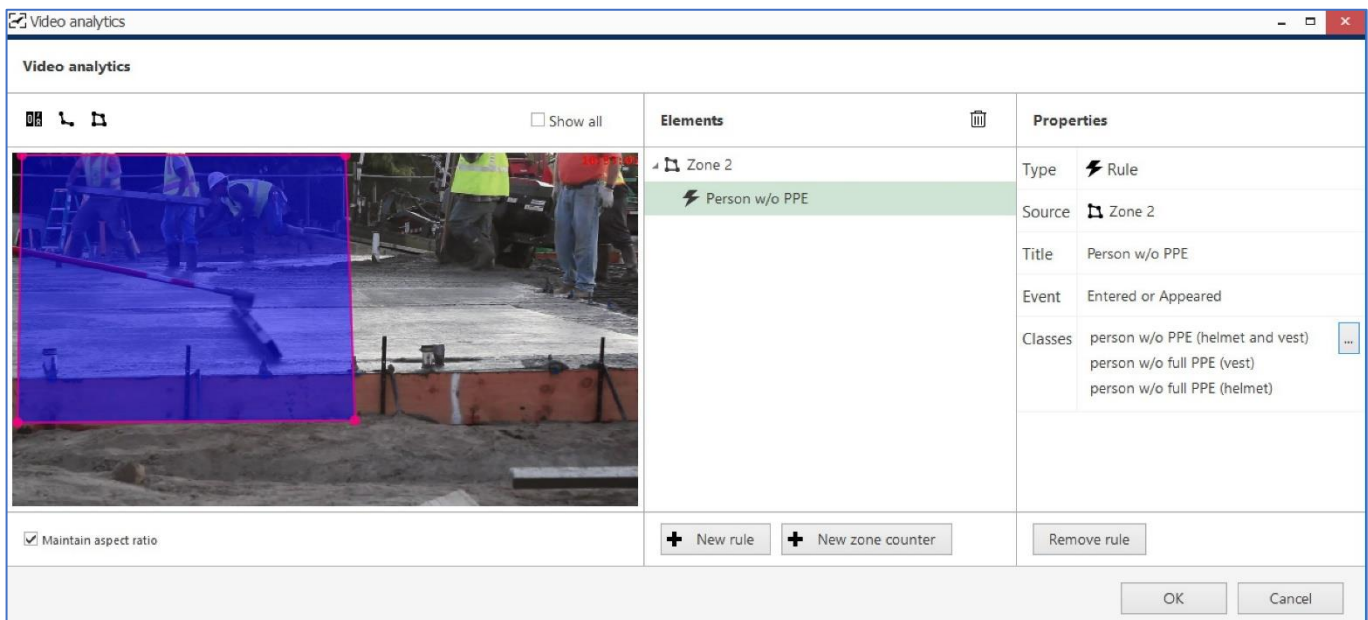 Video analytics
Video analytics
Show all
Elements
Properties
Zone 2
Person w/o PPE
Type Rule
Source Zone 2
Title Person w/o PPE
Event Entered or Appeared
Classes person w/o PPE (helmet and vest) ...
person w/o full PPE (vest)
person w/o full PPE (helmet)
Maintain aspect ratio
New rule
New zone counter
Remove rule
OK
Cancel